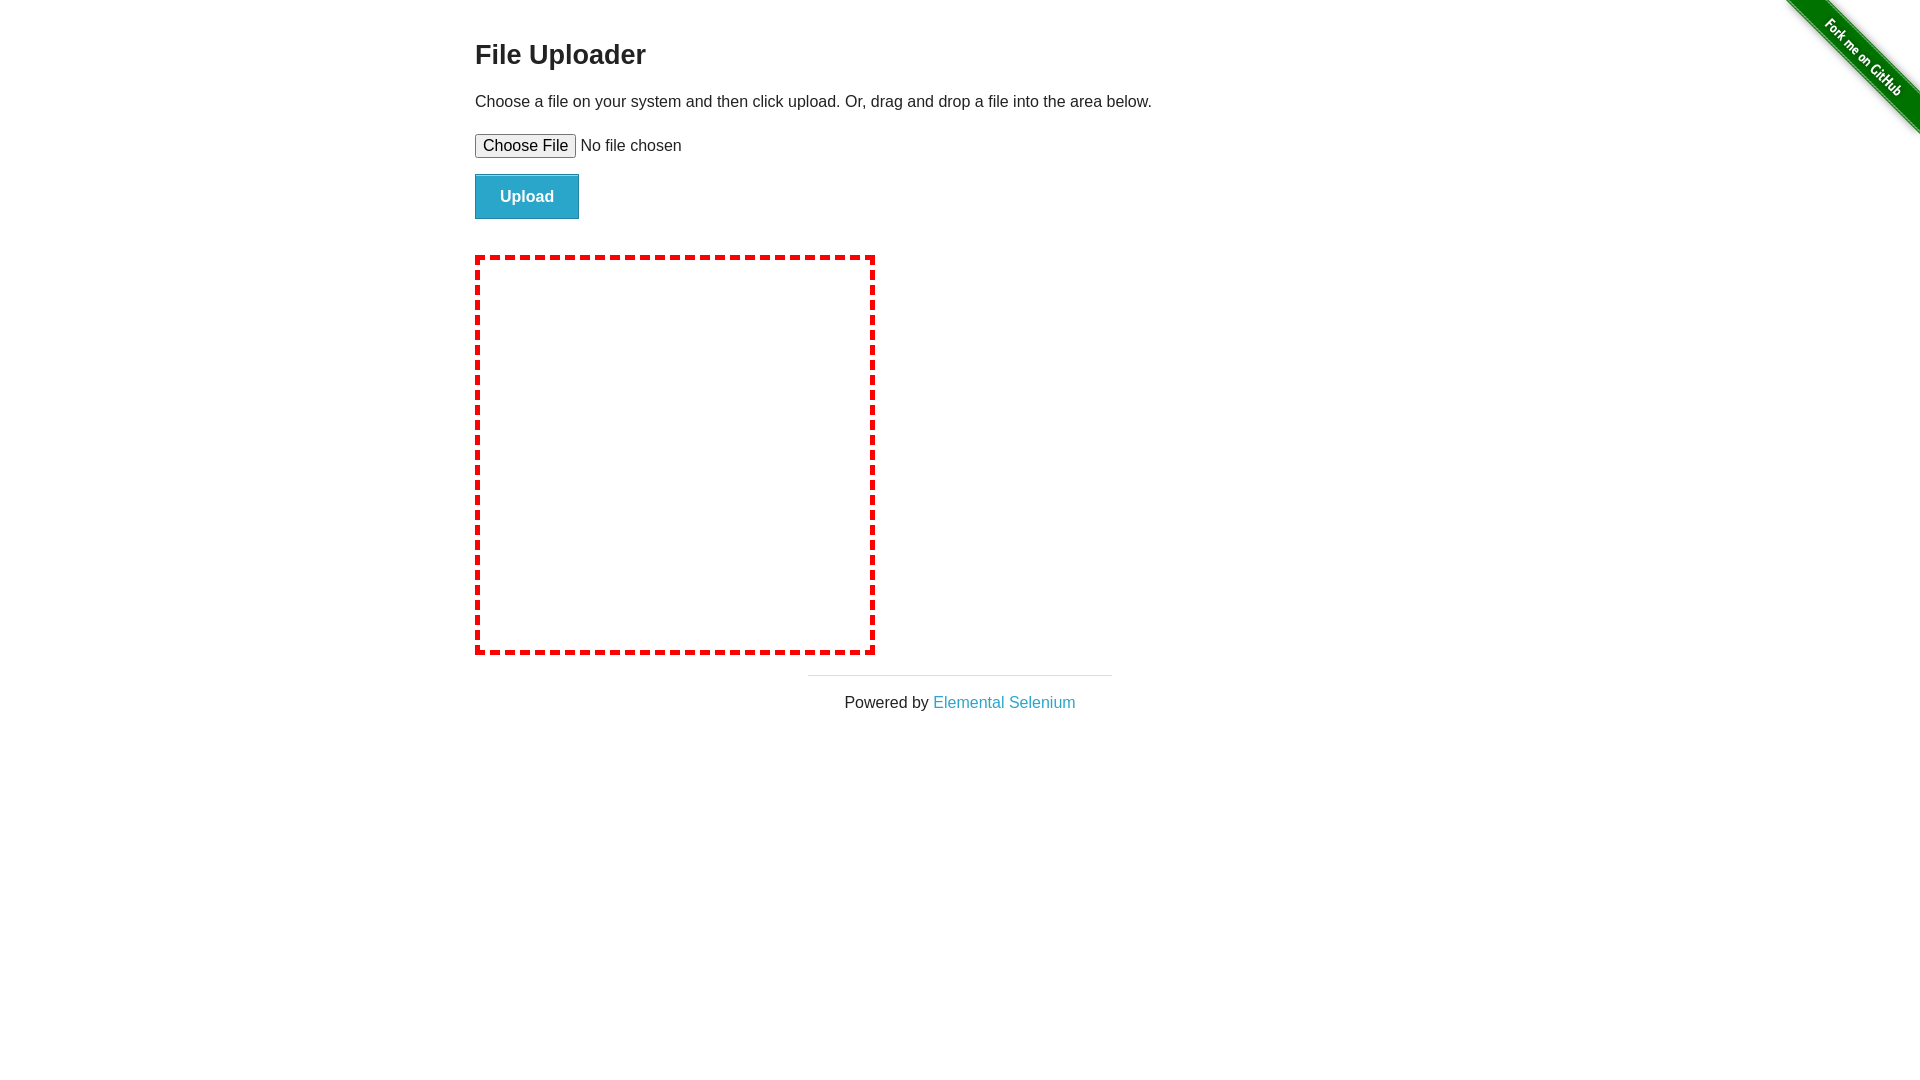 File Uploader
Fork me on GitHub
Choose a file on your system and then click upload. Or, drag and drop a file into the area below.
Choose File No file chosen
Upload
Powered by Elemental Selenium